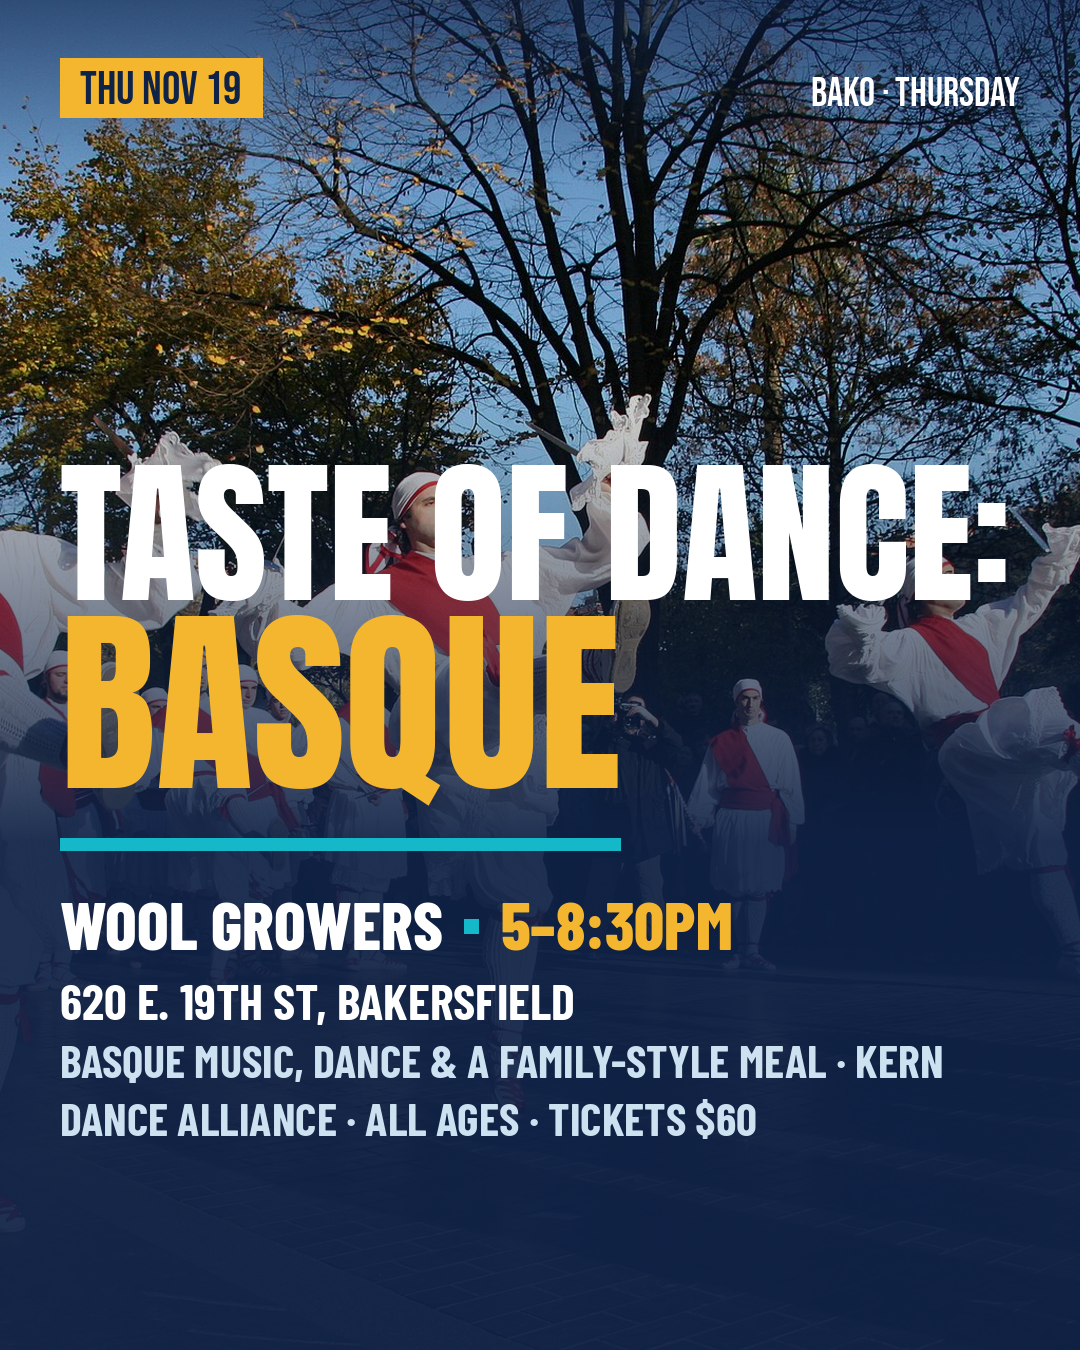 THU NOV 19
BAKO · THURSDAY
TASTE OF DANCE:
BASQUE
WOOL GROWERS ▪ 5–8:30PM
620 E. 19TH ST, BAKERSFIELD
BASQUE MUSIC, DANCE & A FAMILY-STYLE MEAL · KERN
DANCE ALLIANCE · ALL AGES · TICKETS $60